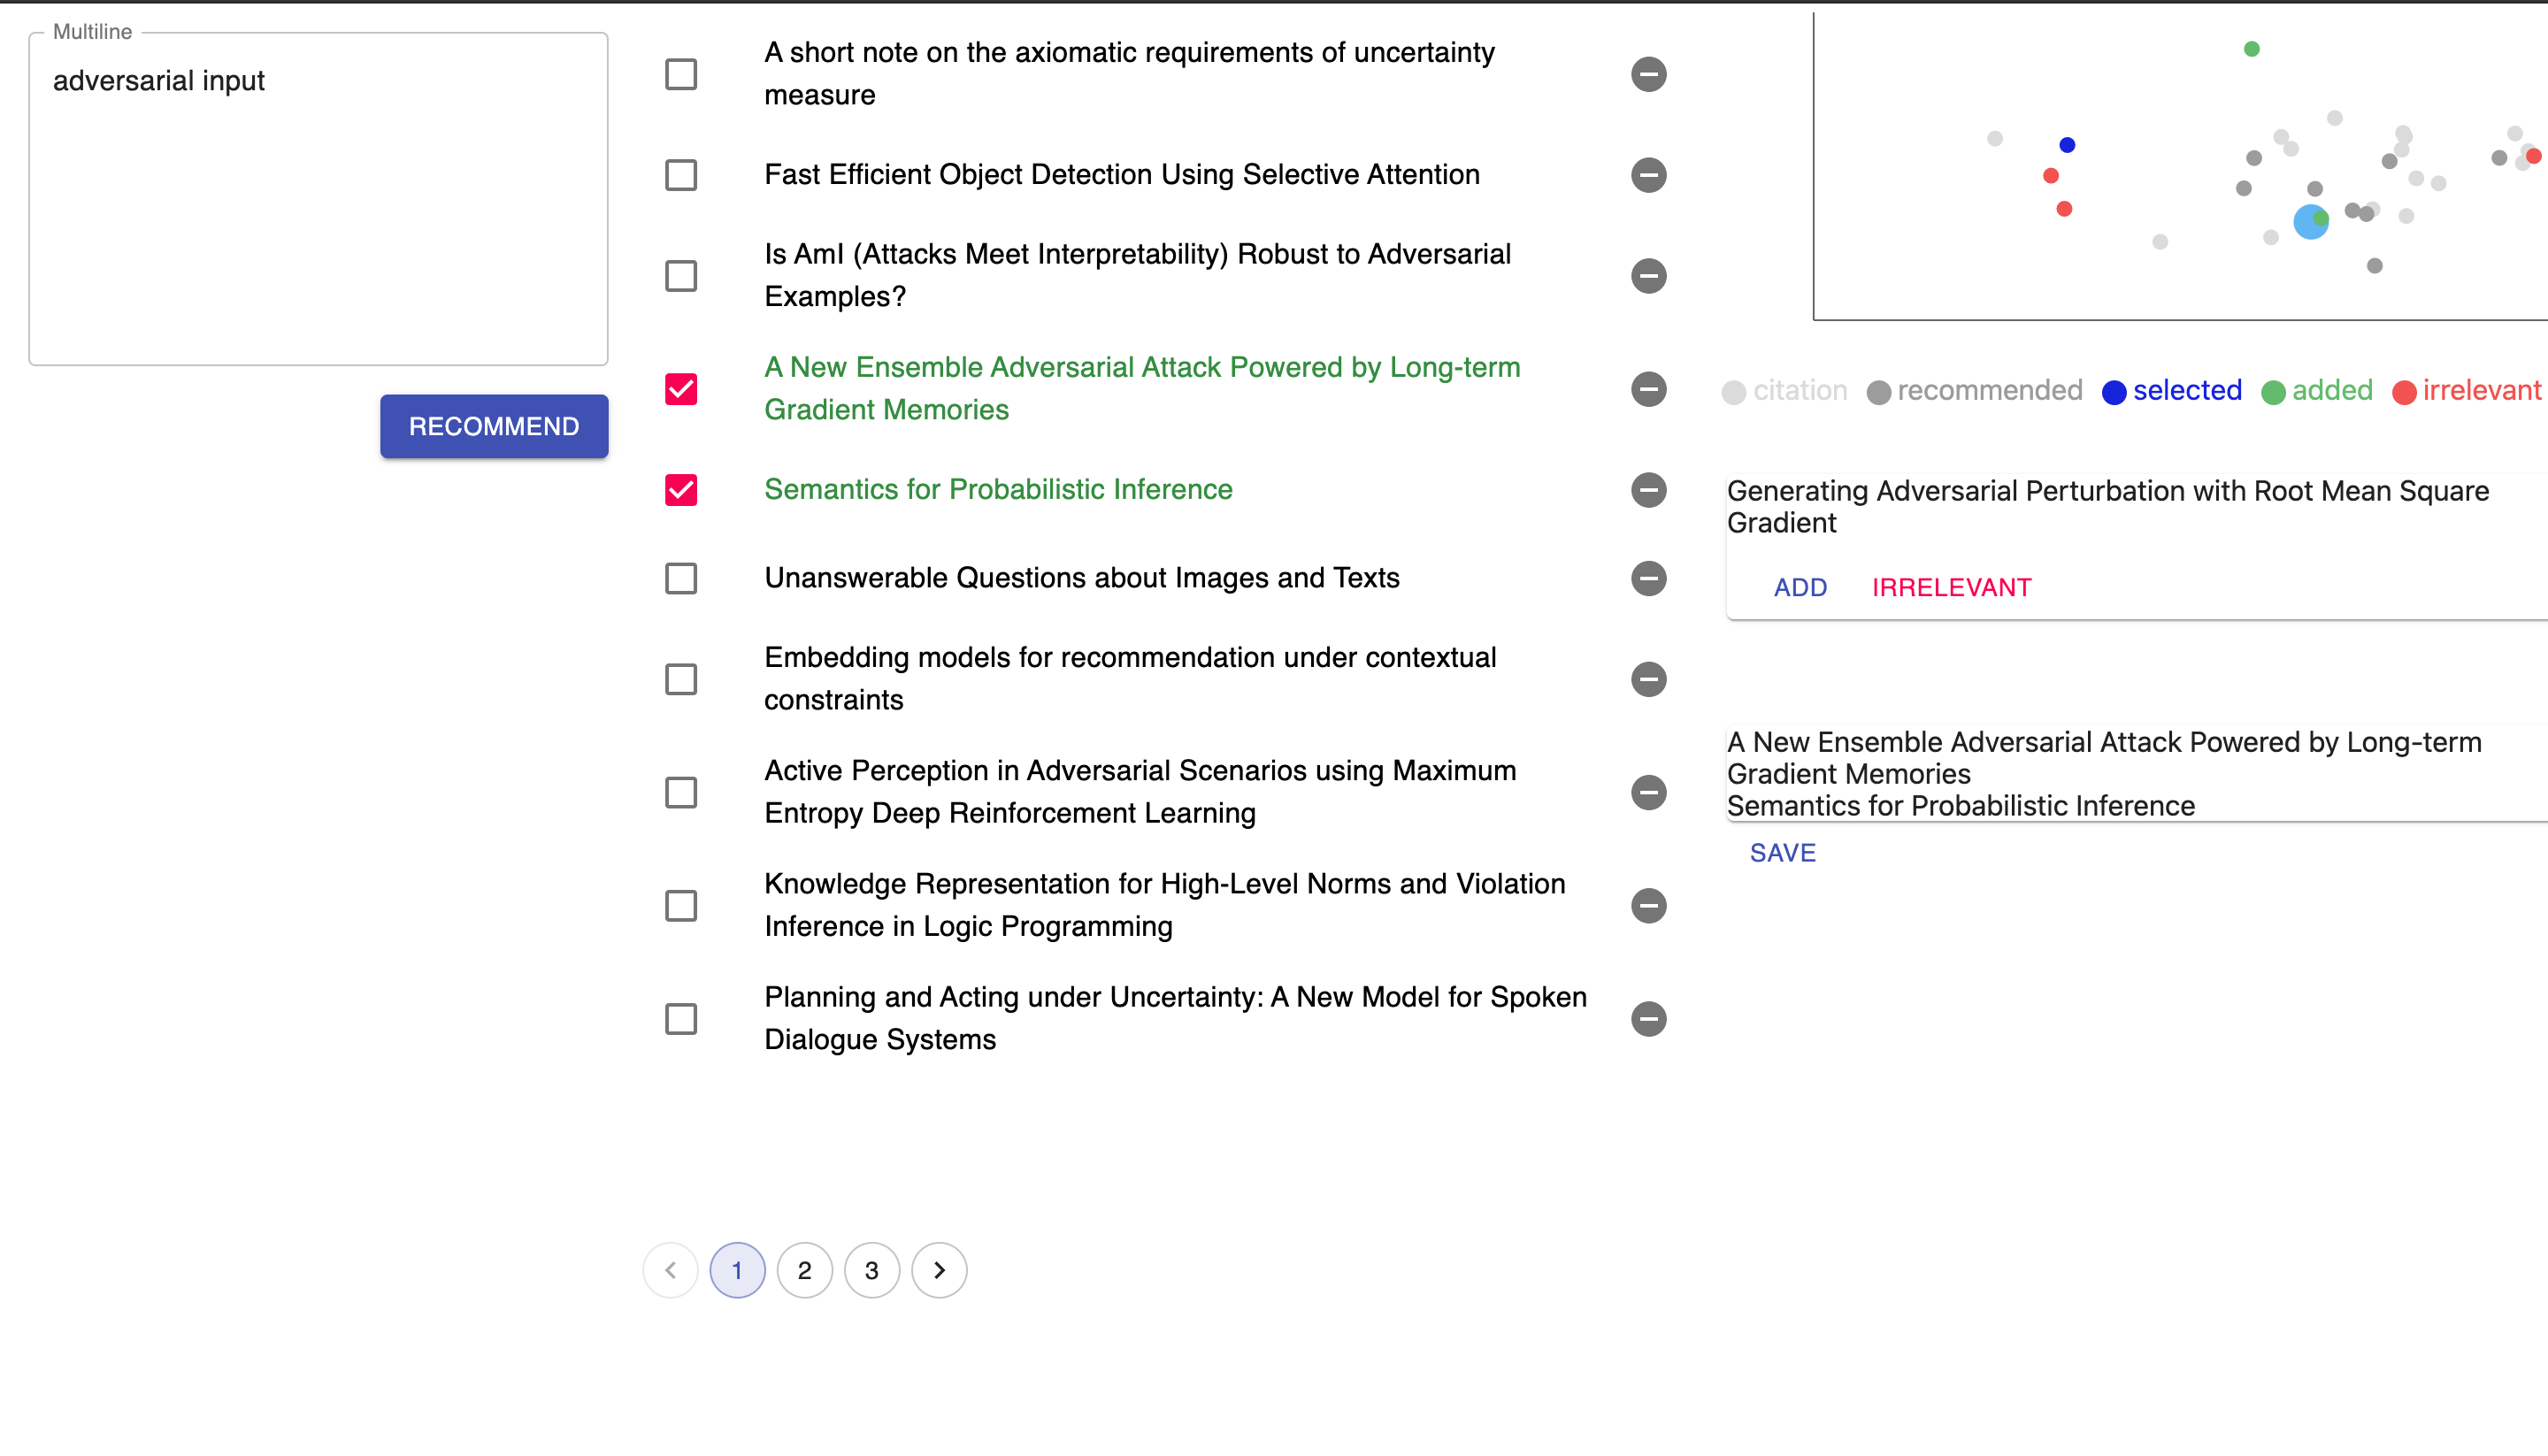 Multiline
adversarial input
RECOMMEND
A short note on the axiomatic requirements of uncertainty
measure
Fast Efficient Object Detection Using Selective Attention
Is AmI (Attacks Meet Interpretability) Robust to Adversarial
Examples?
A New Ensemble Adversarial Attack Powered by Long-term
Gradient Memories
Semantics for Probabilistic Inference
Unanswerable Questions about Images and Texts
Embedding models for recommendation under contextual
constraints
Active Perception in Adversarial Scenarios using Maximum
Entropy Deep Reinforcement Learning
Knowledge Representation for High-Level Norms and Violation
Inference in Logic Programming
Planning and Acting under Uncertainty: A New Model for Spoken
Dialogue Systems
1 2 3
citation recommended selected added irrelevant
Generating Adversarial Perturbation with Root Mean Square
Gradient
ADD IRRELEVANT
A New Ensemble Adversarial Attack Powered by Long-term
Gradient Memories
Semantics for Probabilistic Inference
SAVE